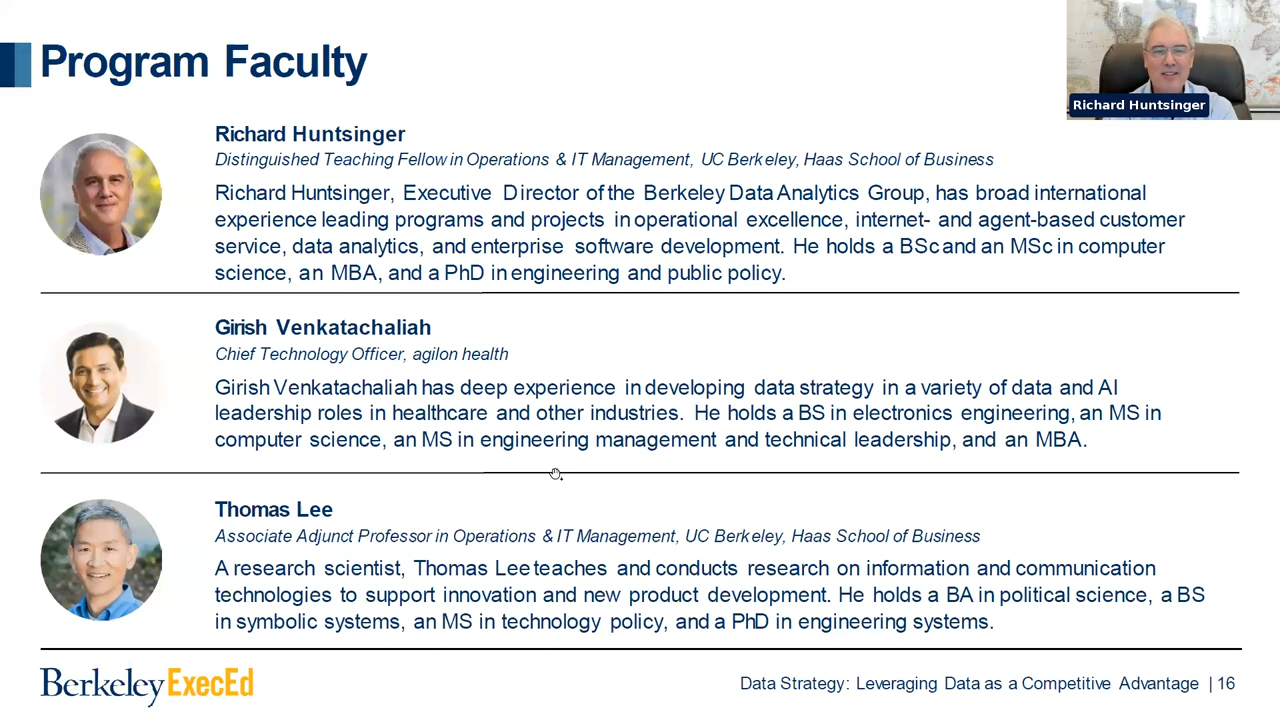 Program Faculty
Richard Huntsinger
Richard Huntsinger
Distinguished Teaching Fellow in Operations & IT Management, UC Berkeley, Haas School of Business
Richard Huntsinger, Executive Director of the Berkeley Data Analytics Group, has broad international
experience leading programs and projects in operational excellence, internet- and agent-based customer
service, data analytics, and enterprise software development. He holds a BSc and an MSc in computer
science, an MBA, and a PhD in engineering and public policy.
Girish Venkatachaliah
Chief Technology Officer, agilon health
Girish Venkatachaliah has deep experience in developing data strategy in a variety of data and AI
leadership roles in healthcare and other industries. He holds a BS in electronics engineering, an MS in
computer science, an MS in engineering management and technical leadership, and an MBA.
Thomas Lee
Associate Adjunct Professor in Operations & IT Management, UC Berkeley, Haas School of Business
A research scientist, Thomas Lee teaches and conducts research on information and communication
technologies to support innovation and new product development. He holds a BA in political science, a BS
in symbolic systems, an MS in technology policy, and a PhD in engineering systems.
Berkeley ExecEd
Data Strategy: Leveraging Data as a Competitive Advantage | 16